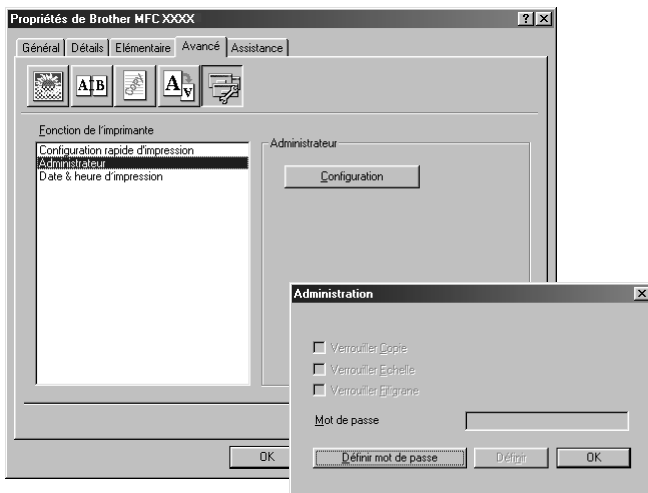 Propriétés de Brother MFC XXXX
Général Détails Elémentaire Avancé Assistance
A B
A A
Fonction de l'imprimante
Configuration rapide d'impression
Administrateur
Date & heure d'impression
Administrateur
Configuration
OK
Administration
Verrouiller Copie
Verrouiller Echelle
Verrouiller Filigrane
Mot de passe
Définir mot de passe Définir OK